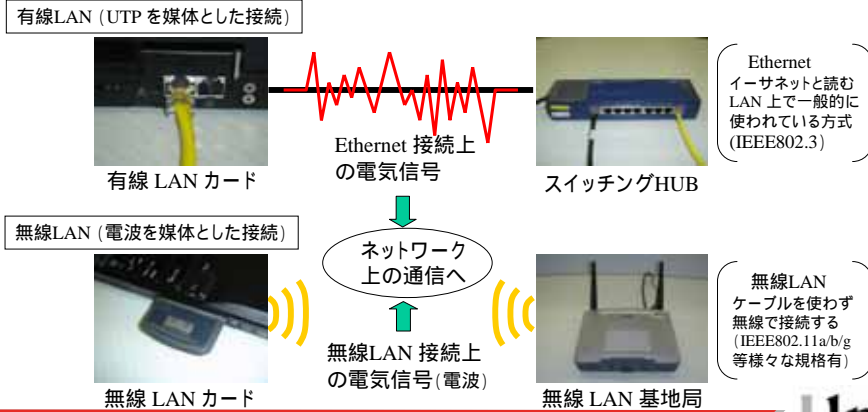 有線LAN（UTP を媒体とした接続）
Ethernet
イーサネットと読む
LAN 上で一般的に
使われている方式
(IEEE802.3)
Ethernet 接続上
の電気信号
有線 LAN カード
スイッチングHUB
無線LAN（電波を媒体とした接続）
ネットワーク
上の通信へ
無線LAN
ケーブルを使わず
無線で接続する
(IEEE802.11a/b/g
等様々な規格有)
無線LAN 接続上
の電気信号(電波)
無線 LAN カード
無線 LAN 基地局